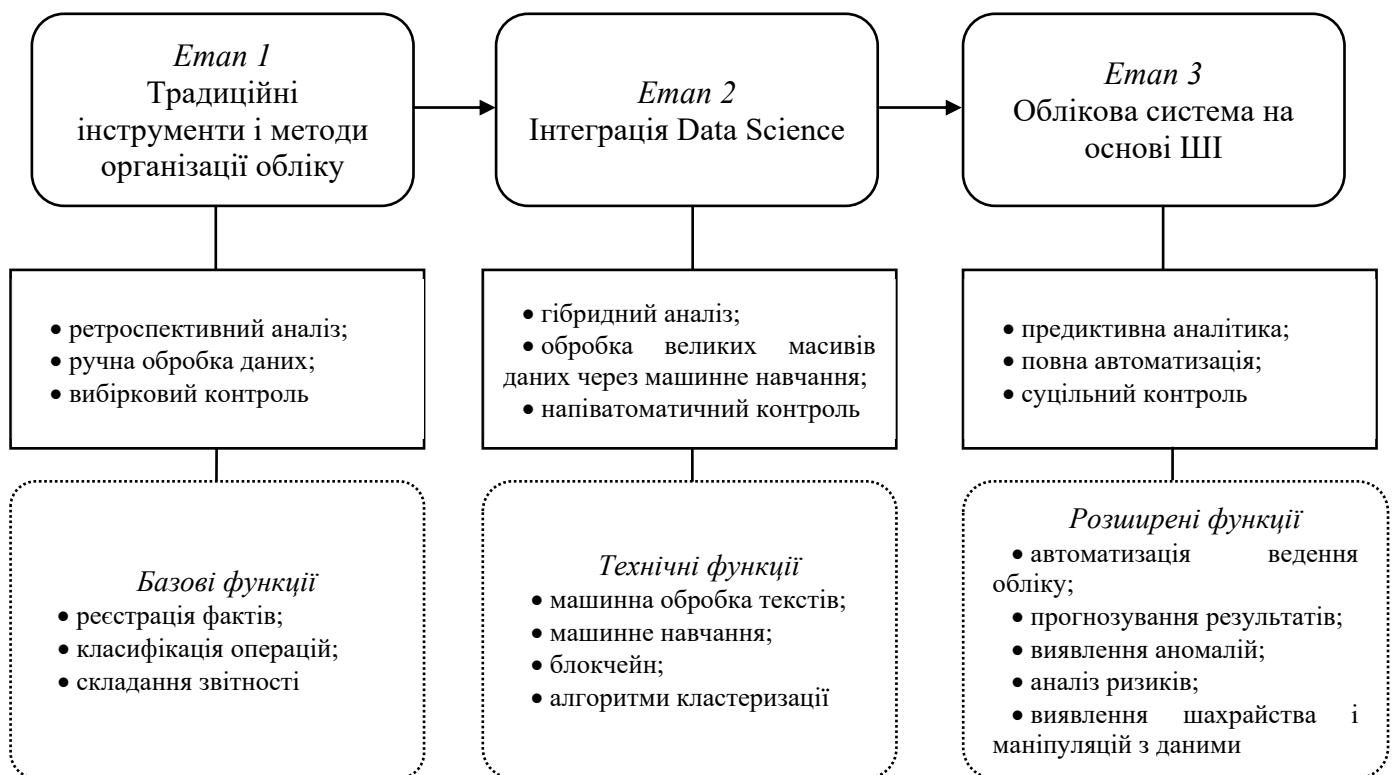 Етап 1
Традиційні
інструменти і методи
організації обліку
Етап 2
Інтеграція Data Science
Етап 3
Облікова система на
основі ШІ
• ретроспективний аналіз;
• ручна обробка даних;
• вибірковий контроль
• гібридний аналіз;
• обробка великих масивів
даних через машинне навчання;
• напіватоматичний контроль
• предиктивна аналітика;
• повна автоматизація;
• суцільний контроль
Базові функції
• реєстрація фактів;
• класифікація операцій;
• складання звітності
Технічні функції
• машинна обробка текстів;
• машинне навчання;
• блокчейн;
• алгоритми кластеризації
Розширені функції
• автоматизація ведення
обліку;
• прогнозування результатів;
• виявлення аномалій;
• аналіз ризиків;
• виявлення шахрайства і
маніпуляцій з даними